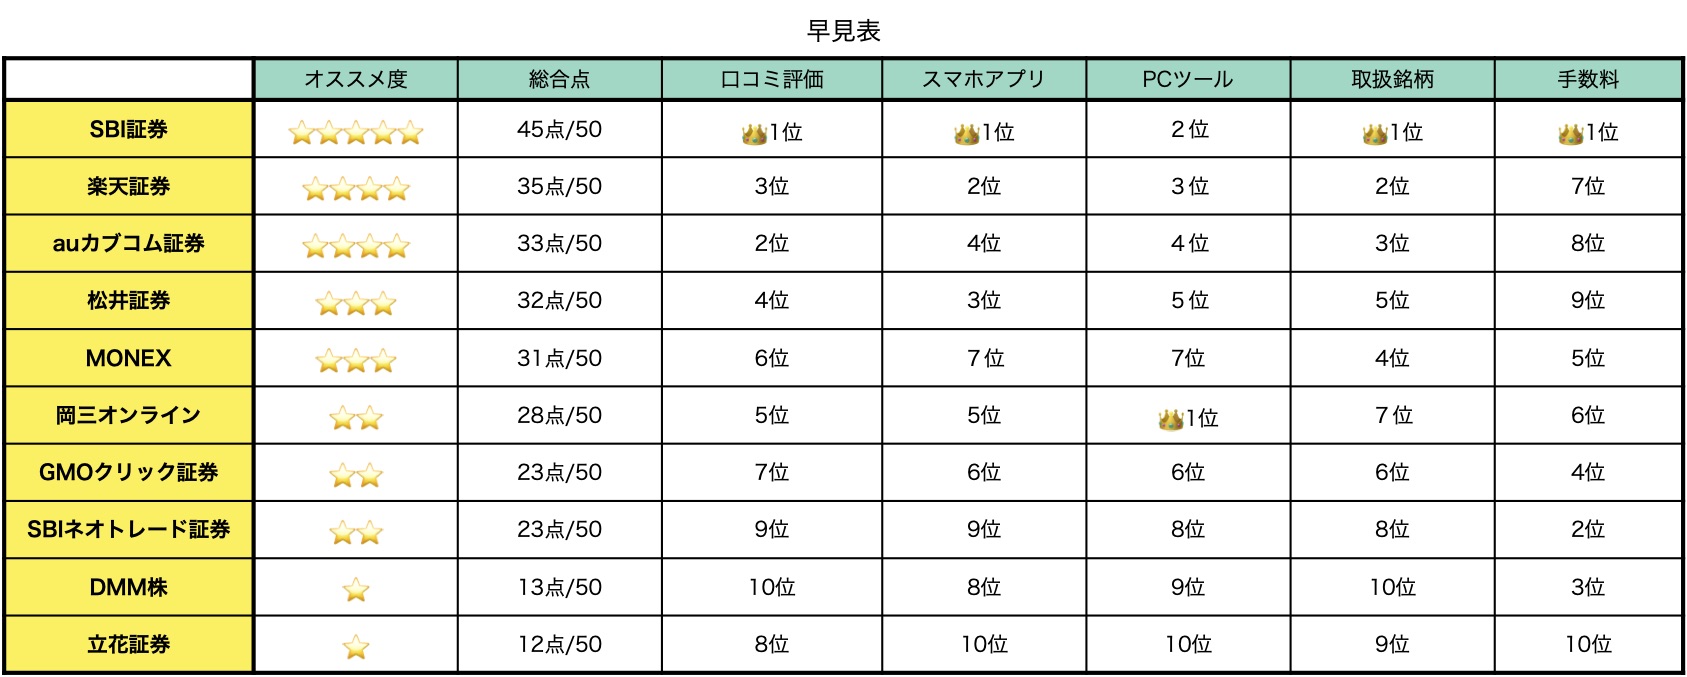 早見表
オススメ度 総合点 口コミ評価 スマホアプリ PCツール 取扱銘柄 手数料
SBI証券 ⭐⭐⭐⭐⭐ 45点/50 👑1位 👑1位 2位 👑1位 👑1位
楽天証券 ⭐⭐⭐⭐ 35点/50 3位 2位 3位 2位 7位
auカブコム証券 ⭐⭐⭐⭐ 33点/50 2位 4位 4位 3位 8位
松井証券 ⭐⭐⭐ 32点/50 4位 3位 5位 5位 9位
MONEX ⭐⭐⭐ 31点/50 6位 7位 7位 4位 5位
岡三オンライン ⭐⭐ 28点/50 5位 5位 👑1位 7位 6位
GMOクリック証券 ⭐⭐ 23点/50 7位 6位 6位 6位 4位
SBIネオトレード証券 ⭐⭐ 23点/50 9位 9位 8位 8位 2位
DMM株 ⭐ 13点/50 10位 8位 9位 10位 3位
立花証券 ⭐ 12点/50 8位 10位 10位 9位 10位